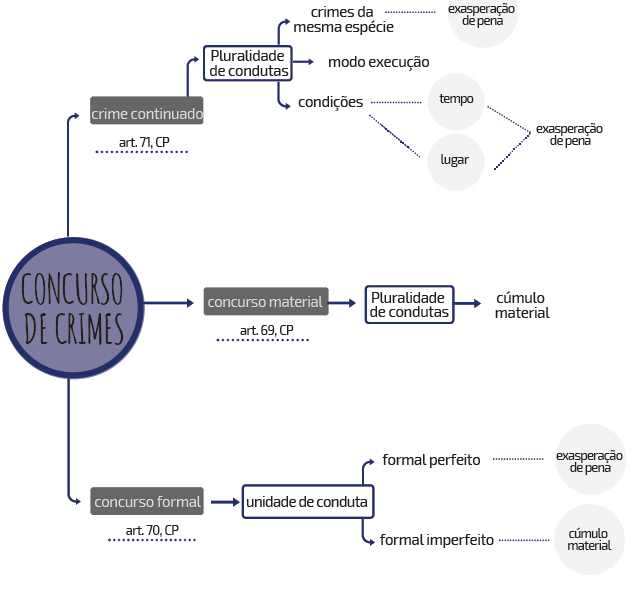 crimes da
mesma espécie
exasperação
de pena
Pluralidade
de condutas
modo execução
condições
tempo
lugar
exasperação
de pena
crime continuado
art. 71, CP
CONCURSO
DE CRIMES
concurso material
art. 69, CP
Pluralidade
de condutas
cúmulo
material
concurso formal
art. 70, CP
unidade de conduta
formal perfeito
exasperação
de pena
formal imperfeito
cúmulo
material